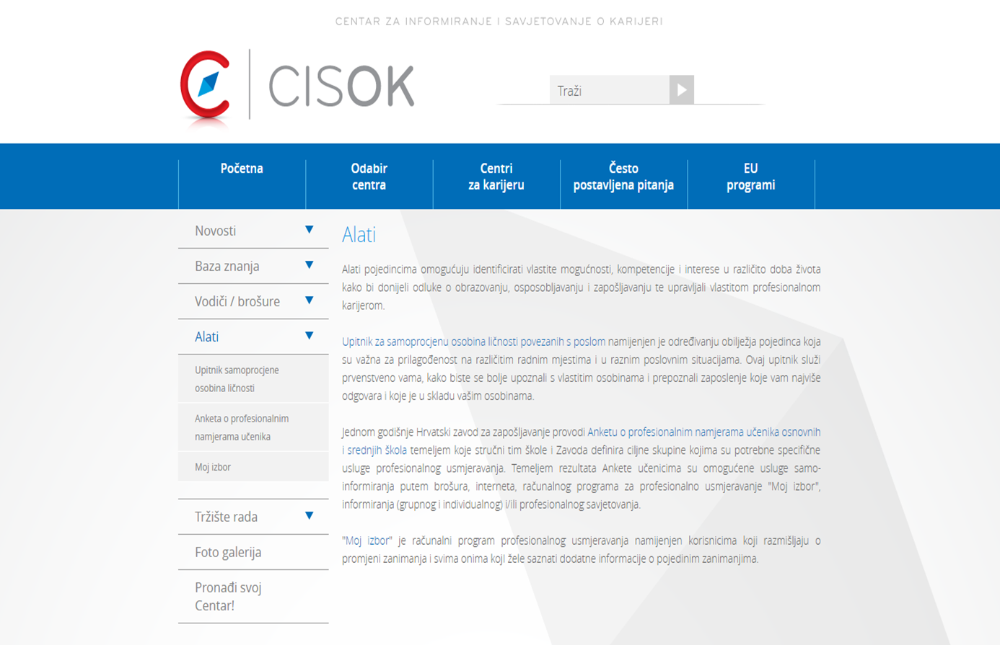 CENTAR ZA INFORMIRANJE I SAVJETOVANJE O KARIJERI
CISOK
Traži
Početna
Odabir
centra
Centri
za karijeru
Često
postavljena pitanja
EU
programi
Novosti
Baza znanja
Vodiči / brošure
Alati
Upitnik samoprocjene
osobina ličnosti
Anketa o profesionalnim
namjerama učenika
Moj izbor
Tržište rada
Foto galerija
Pronađi svoj
Centar!
Alati
Alati pojedincima omogućuju identificirati vlastite mogućnosti, kompetencije i interese u različito doba života
kako bi donijeli odluke o obrazovanju, osposobljavanju i zapošljavanju te upravljali vlastitom profesionalnom
karijerom.
Upitnik za samoprocjenu osobina ličnosti povezanih s poslom namijenjen je određivanju obilježja pojedinca koja
su važna za prilagođenost na različitim radnim mjestima i u raznim poslovnim situacijama. Ovaj upitnik služi
prvenstveno vama, kako biste se bolje upoznali s vlastitim osobinama i prepoznali zaposlenje koje vam najviše
odgovara i koje je u skladu vašim osobinama.
Jednom godišnje Hrvatski zavod za zapošljavanje provodi Anketu o profesionalnim namjerama učenika osnovnih
i srednjih škola temeljem koje stručni tim škole i Zavoda definira ciljne skupine kojima su potrebne specifične
usluge profesionalnog usmjeravanja. Temeljem rezultata Ankete učenicima su omogućene usluge samo-
informiranja putem brošura, interneta, računalnog programa za profesionalno usmjeravanje "Moj izbor",
informiranja (grupnog i individualnog) i/ili profesionalnog savjetovanja.
"Moj izbor" je računalni program profesionalnog usmjeravanja namijenjen korisnicima koji razmišljaju o
promjeni zanimanja i svima onima koji žele saznati dodatne informacije o pojedinim zanimanjima.